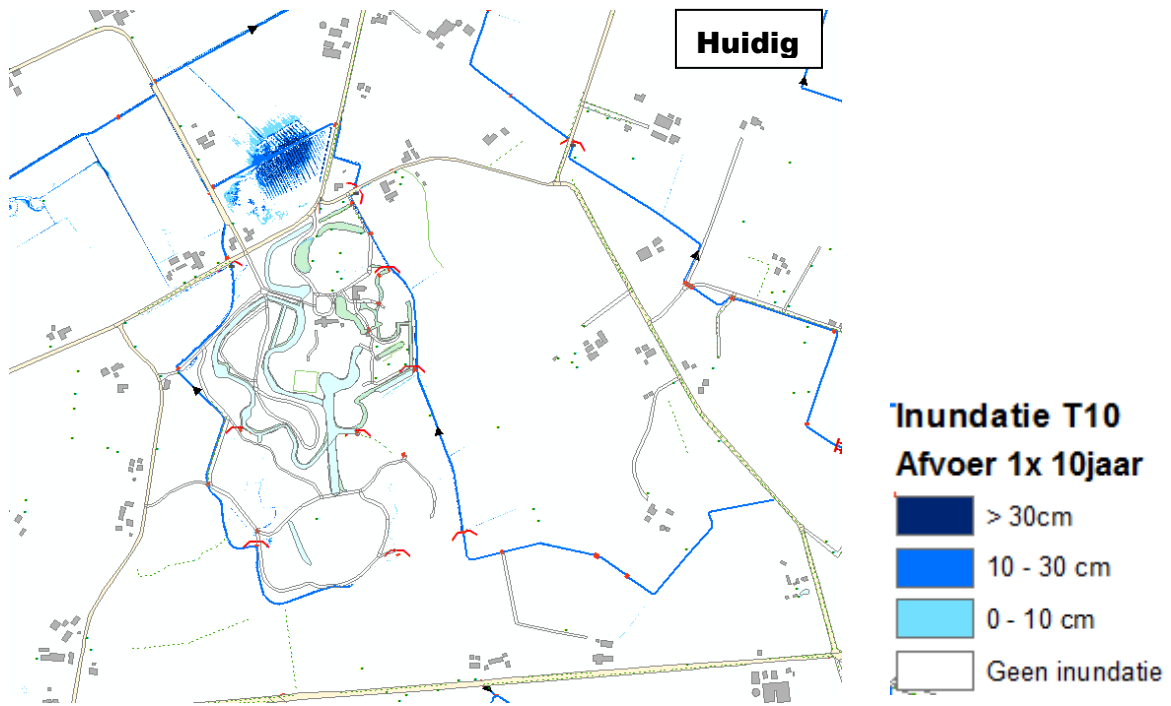 Huidig
Inundatie T10
Afvoer 1x 10jaar
> 30cm
10 - 30 cm
0 - 10 cm
Geen inundatie